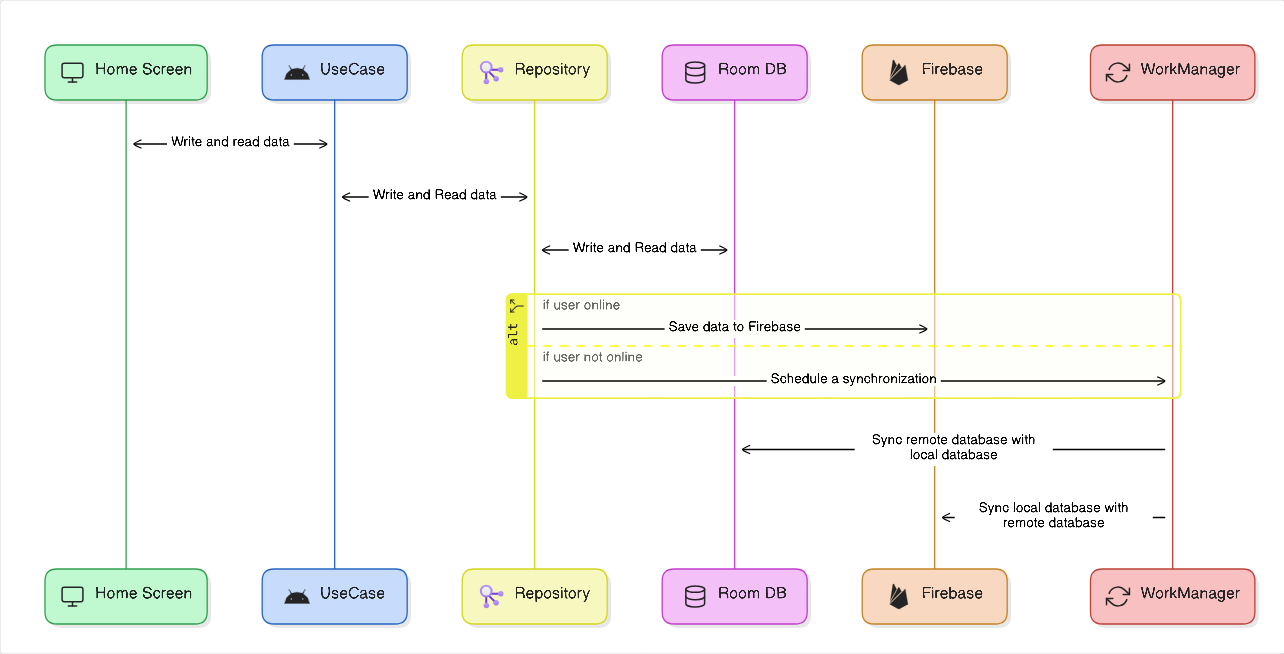 Home Screen
UseCase
Repository
Room DB
Firebase
WorkManager
Write and read data
Write and Read data
Write and Read data
alt
if user online
Save data to Firebase
if user not online
Schedule a synchronization
Sync remote database with
local database
Sync local database with
remote database
Home Screen
UseCase
Repository
Room DB
Firebase
WorkManager